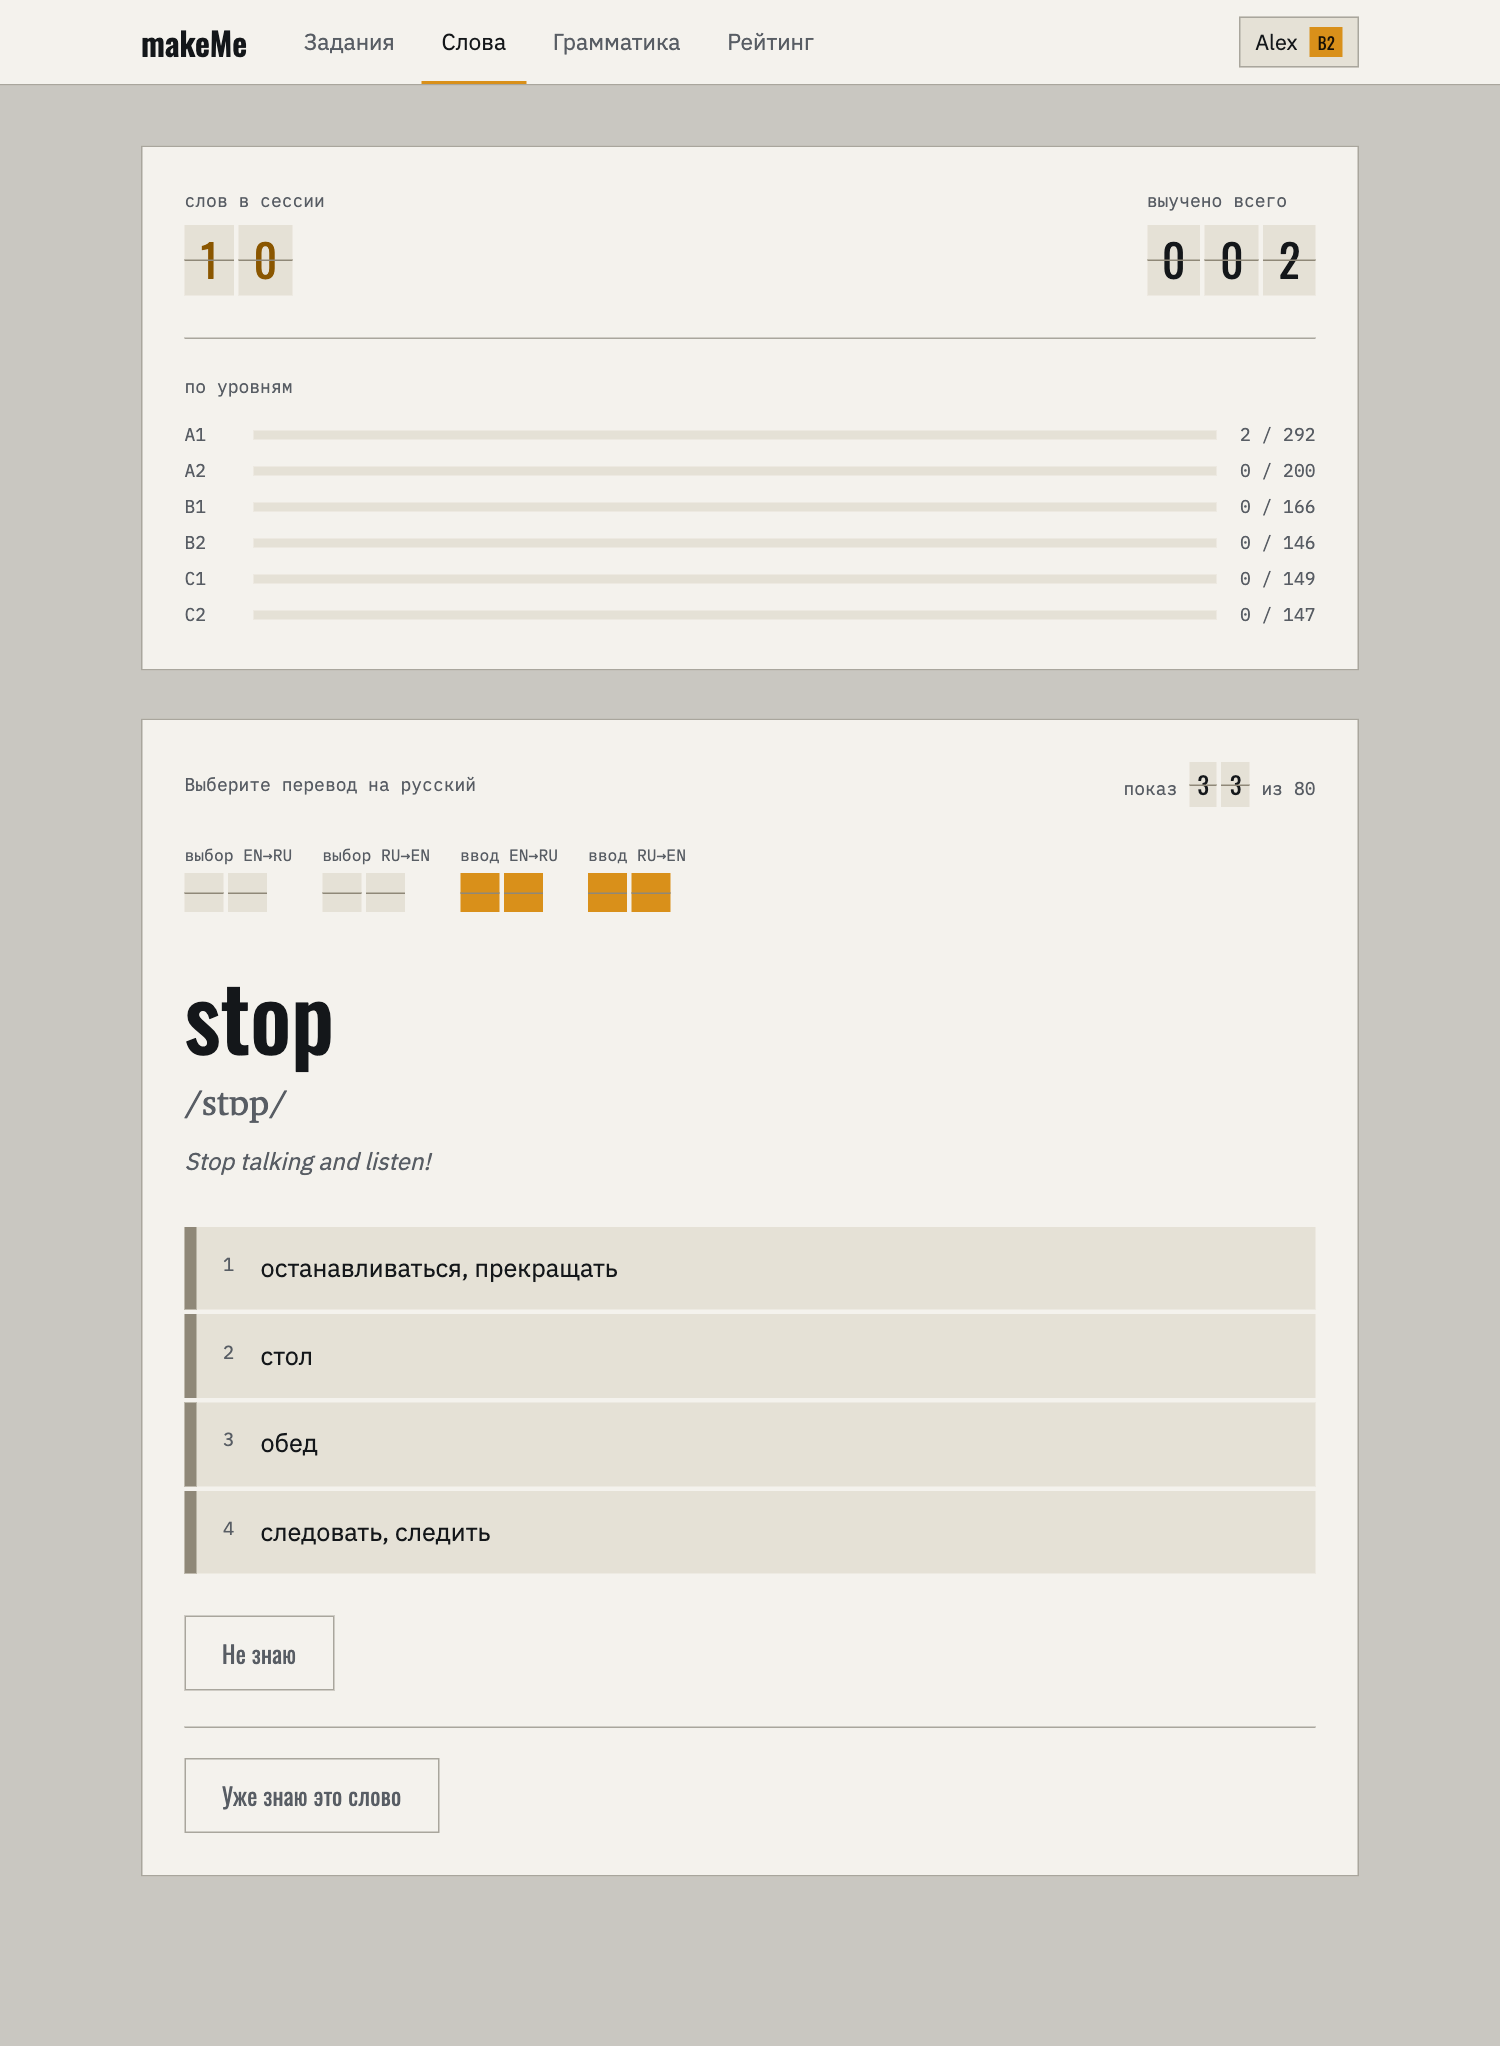 makeMe Задания Слова Грамматика Рейтинг Alex B2
слов в сессии выучено всего
10 002
по уровням
A1 2 / 292
A2 0 / 200
B1 0 / 166
B2 0 / 146
C1 0 / 149
C2 0 / 147
Выберите перевод на русский показ 33 из 80
выбор EN→RU выбор RU→EN ввод EN→RU ввод RU→EN
stop
/stɒp/
Stop talking and listen!
1 останавливаться, прекращать
2 стол
3 обед
4 следовать, следить
Не знаю
Уже знаю это слово